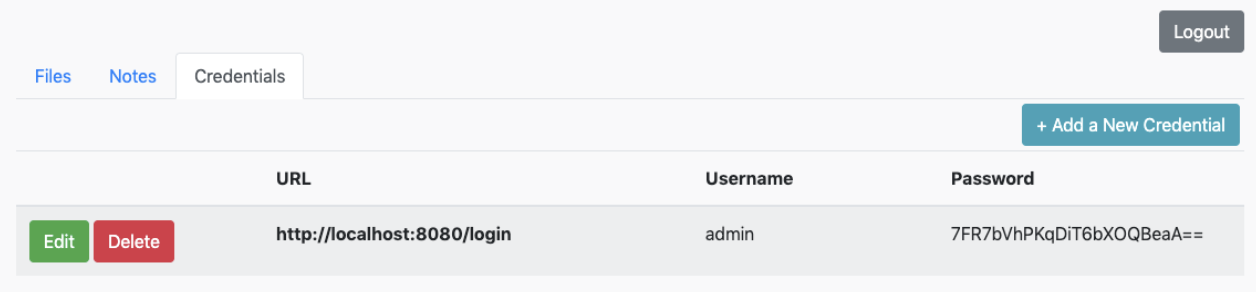 Logout
Files Notes Credentials
+ Add a New Credential
URL Username Password
Edit Delete http://localhost:8080/login admin 7FR7bVhPKqDiT6bXOQBeaA==